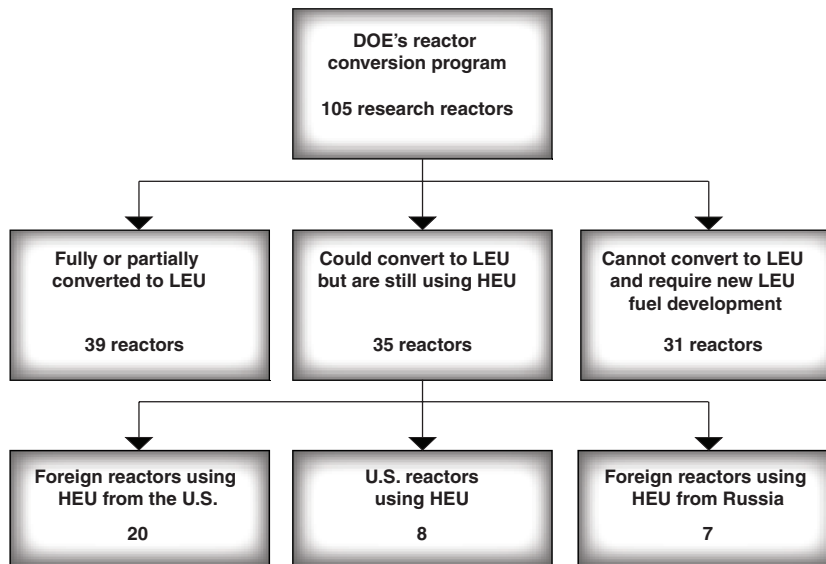 DOE's reactor
conversion program
105 research reactors
Fully or partially
converted to LEU
39 reactors
Could convert to LEU
but are still using HEU
35 reactors
Cannot convert to LEU
and require new LEU
fuel development
31 reactors
Foreign reactors using
HEU from the U.S.
20
U.S. reactors
using HEU
8
Foreign reactors using
HEU from Russia
7